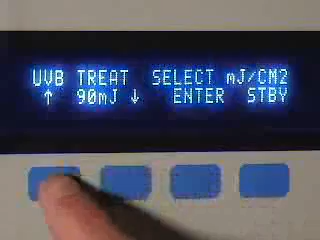 UVB TREAT SELECT mJ/CM2
↑ 90mJ ↓ ENTER STBY